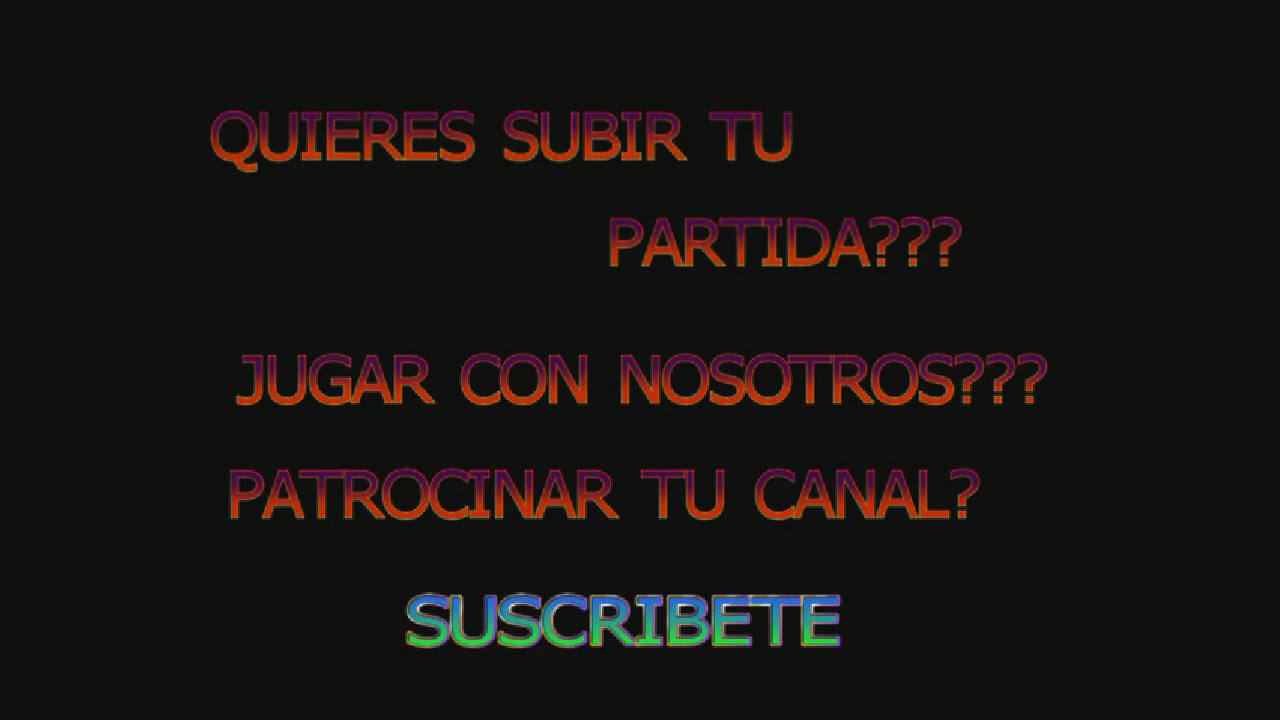 QUIERES SUBIR TU
PARTIDA???
JUGAR CON NOSOTROS???
PATROCINAR TU CANAL?
SUSCRIBETE